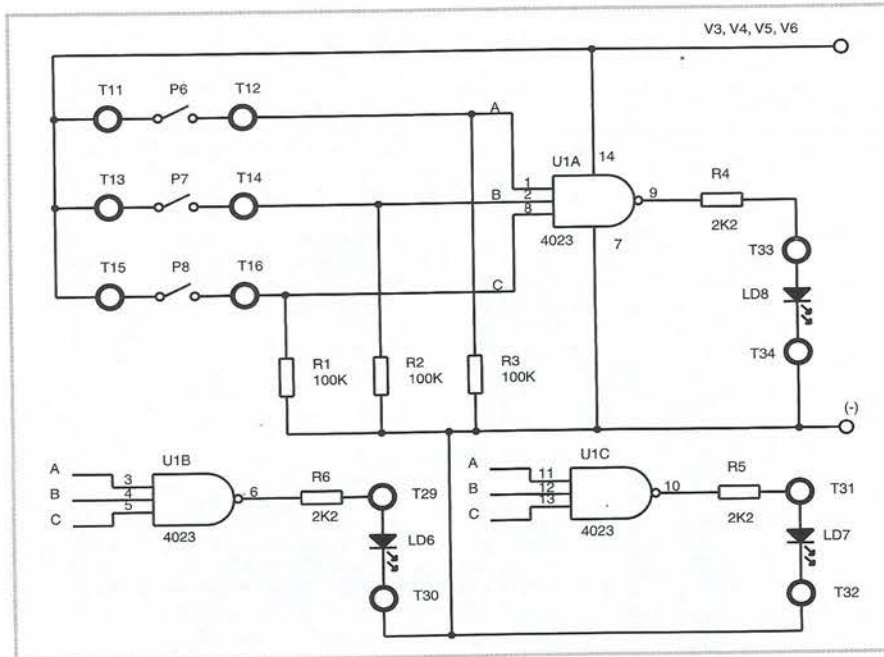 V3, V4, V5, V6
T11 P6 T12
A
T13 P7 T14
B
T15 P8 T16
C
U1A
14
1
2
8
9
4023
7
R4
2K2
T33
LD8
T34
R1
100K
R2
100K
R3
100K
(-)
U1B
A
B
C
3
4
5
6
4023
R6
2K2
T29
LD6
T30
U1C
A
B
C
11
12
13
10
4023
R5
2K2
T31
LD7
T32